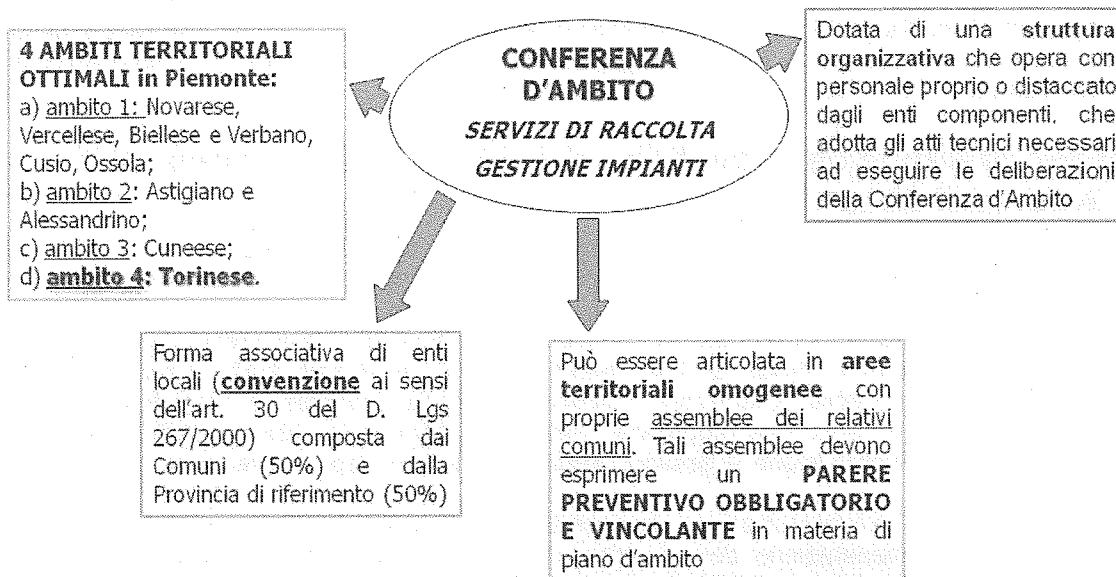 4 AMBITI TERRITORIALI
OTTIMALI in Piemonte:
a) ambito 1: Novarese,
Vercellese, Biellese e Verbano,
Cusio, Ossola;
b) ambito 2: Astigiano e
Alessandrino;
c) ambito 3: Cuneese;
d) ambito 4: Torinese.
CONFERENZA
D'AMBITO
SERVIZI DI RACCOLTA
GESTIONE IMPIANTI
Dotata di una struttura
organizzativa che opera con
personale proprio o distaccato
dagli enti componenti, che
adotta gli atti tecnici necessari
ad eseguire le deliberazioni
della Conferenza d'Ambito
Forma associativa di enti
locali (convenzione ai sensi
dell'art. 30 del D. Lgs
267/2000) composta dai
Comuni (50%) e dalla
Provincia di riferimento (50%)
Può essere articolata in aree
territoriali omogenee con
proprie assemblee dei relativi
comuni. Tali assemblee devono
esprimere un PARERE
PREVENTIVO OBBLIGATORIO
E VINCOLANTE in materia di
piano d'ambito